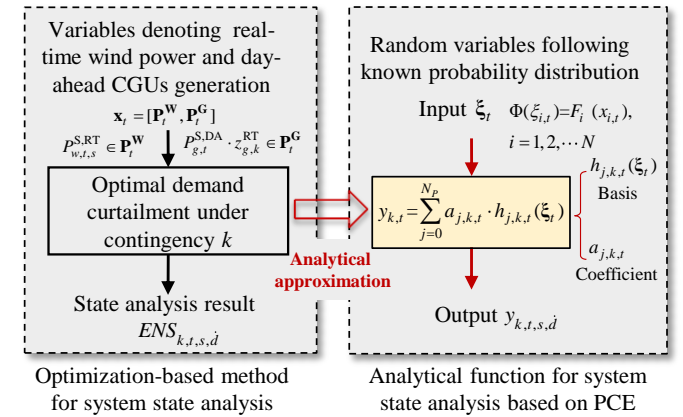 Variables denoting real-
time wind power and day-
ahead CGUs generation
𝐱_t = [𝐏_t^𝐖, 𝐏_t^𝐆]
P_{w,t,s}^{S,RT} ∈ 𝐏_t^𝐖
P_{g,t}^{S,DA} · z_{g,k}^{RT} ∈ 𝐏_t^𝐆
Optimal demand
curtailment under
contingency k
State analysis result
ENS_{k,t,s,ḋ}
Optimization-based method
for system state analysis
Analytical
approximation
Random variables following
known probability distribution
Input 𝛏_t
Φ(ξ_{i,t})=F_i (x_{i,t}),
i = 1,2,⋯N
y_{k,t} = ∑_{j=0}^{N_P} a_{j,k,t} · h_{j,k,t}(𝛏_t)
h_{j,k,t}(𝛏_t)
Basis
a_{j,k,t}
Coefficient
Output y_{k,t,s,ḋ}
Analytical function for system
state analysis based on PCE